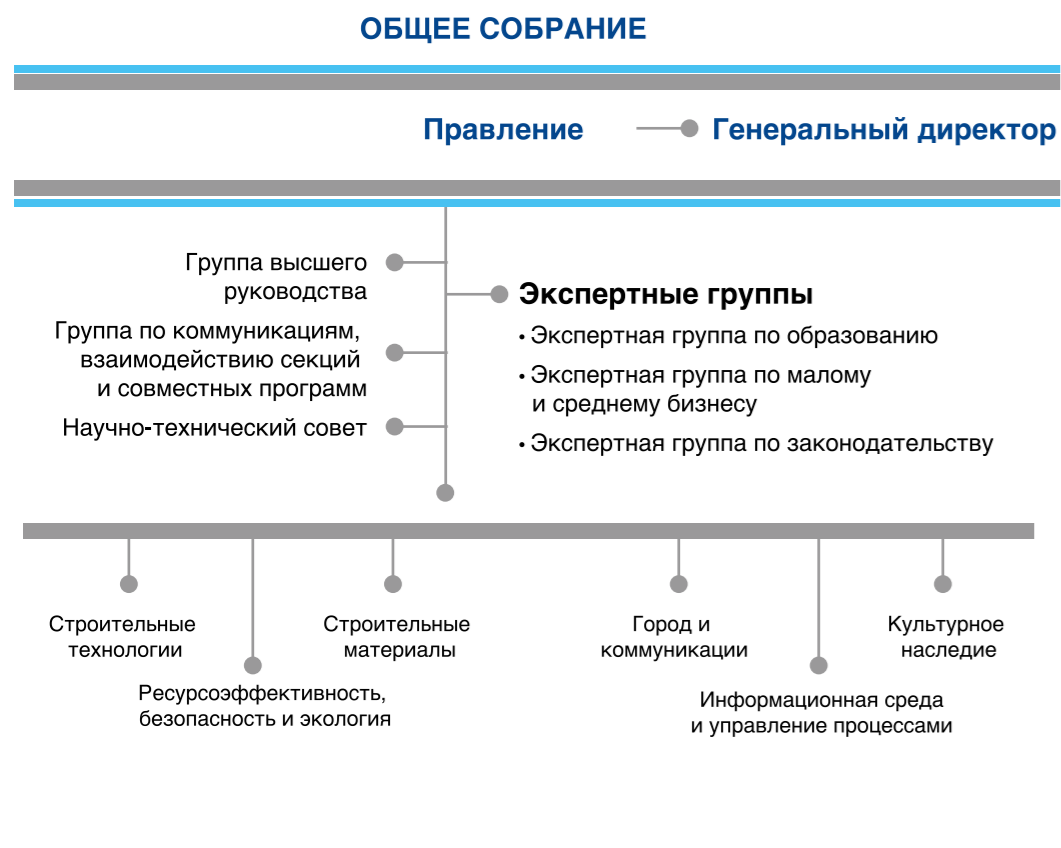 ОБЩЕЕ СОБРАНИЕ
Правление
Генеральный директор
Группа высшего
руководства
Группа по коммуникациям,
взаимодействию секций
и совместных программ
Научно-технический совет
Экспертные группы
• Экспертная группа по образованию
• Экспертная группа по малому
и среднему бизнесу
• Экспертная группа по законодательству
Строительные
технологии
Ресурсоэффективность,
безопасность и экология
Строительные
материалы
Город и
коммуникации
Информационная среда
и управление процессами
Культурное
наследие